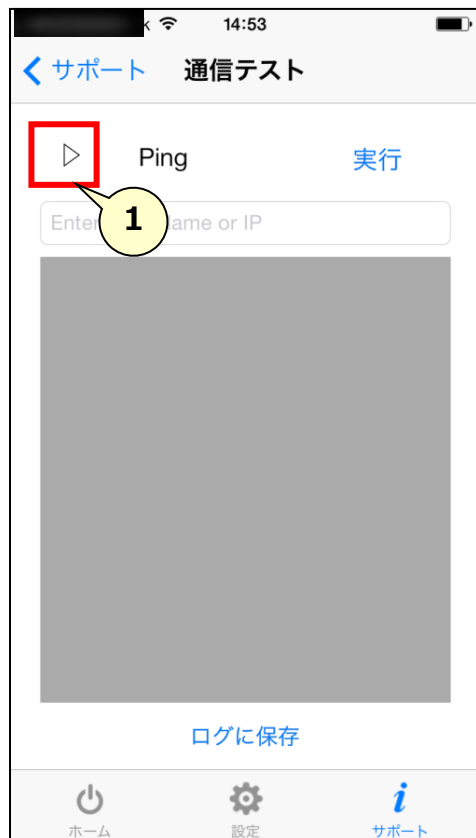 14:53
サポート 通信テスト
Ping 実行
1
Enter ame or IP
ログに保存
ホーム 設定 サポート